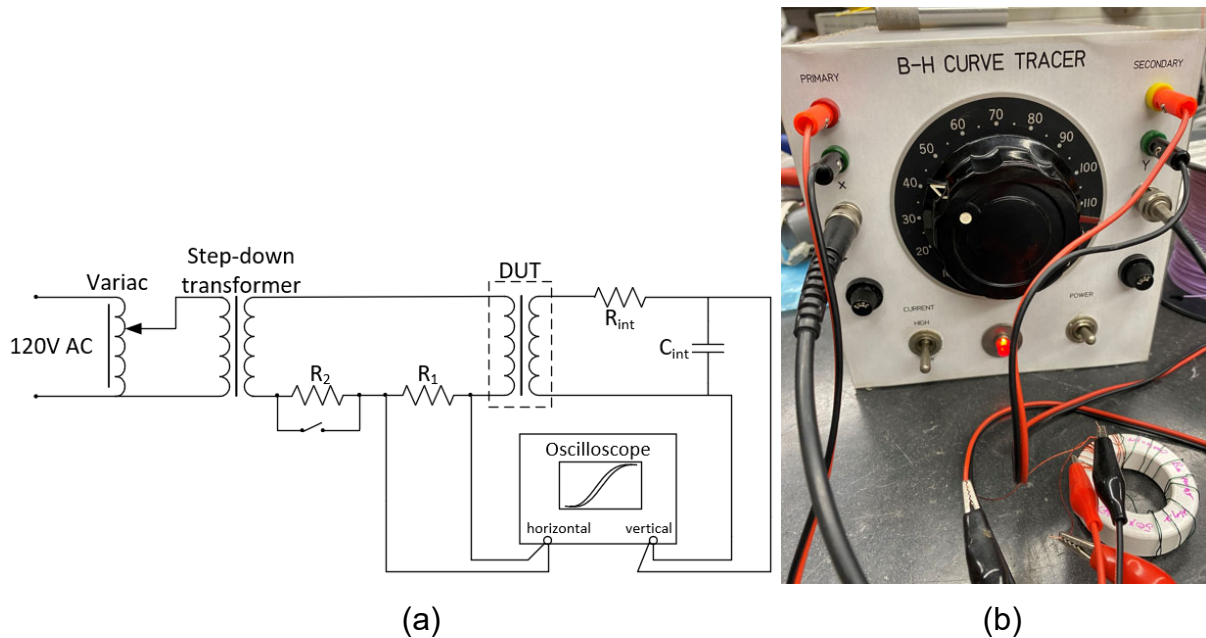 Variac
Step-down
transformer
120V AC
R2
R1
DUT
Rint
Cint
Oscilloscope
horizontal
vertical
(a)
B-H CURVE TRACER
PRIMARY
SECONDARY
X
Y
20
30
40
50
60
70
80
90
100
110
CURRENT
HIGH
POWER
(b)